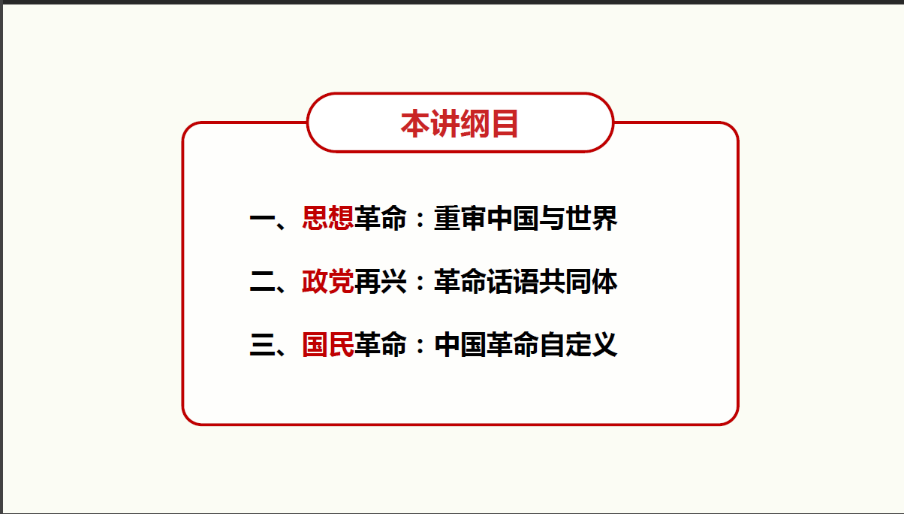 本讲纲目
一、思想革命：重审中国与世界
二、政党再兴：革命话语共同体
三、国民革命：中国革命自定义